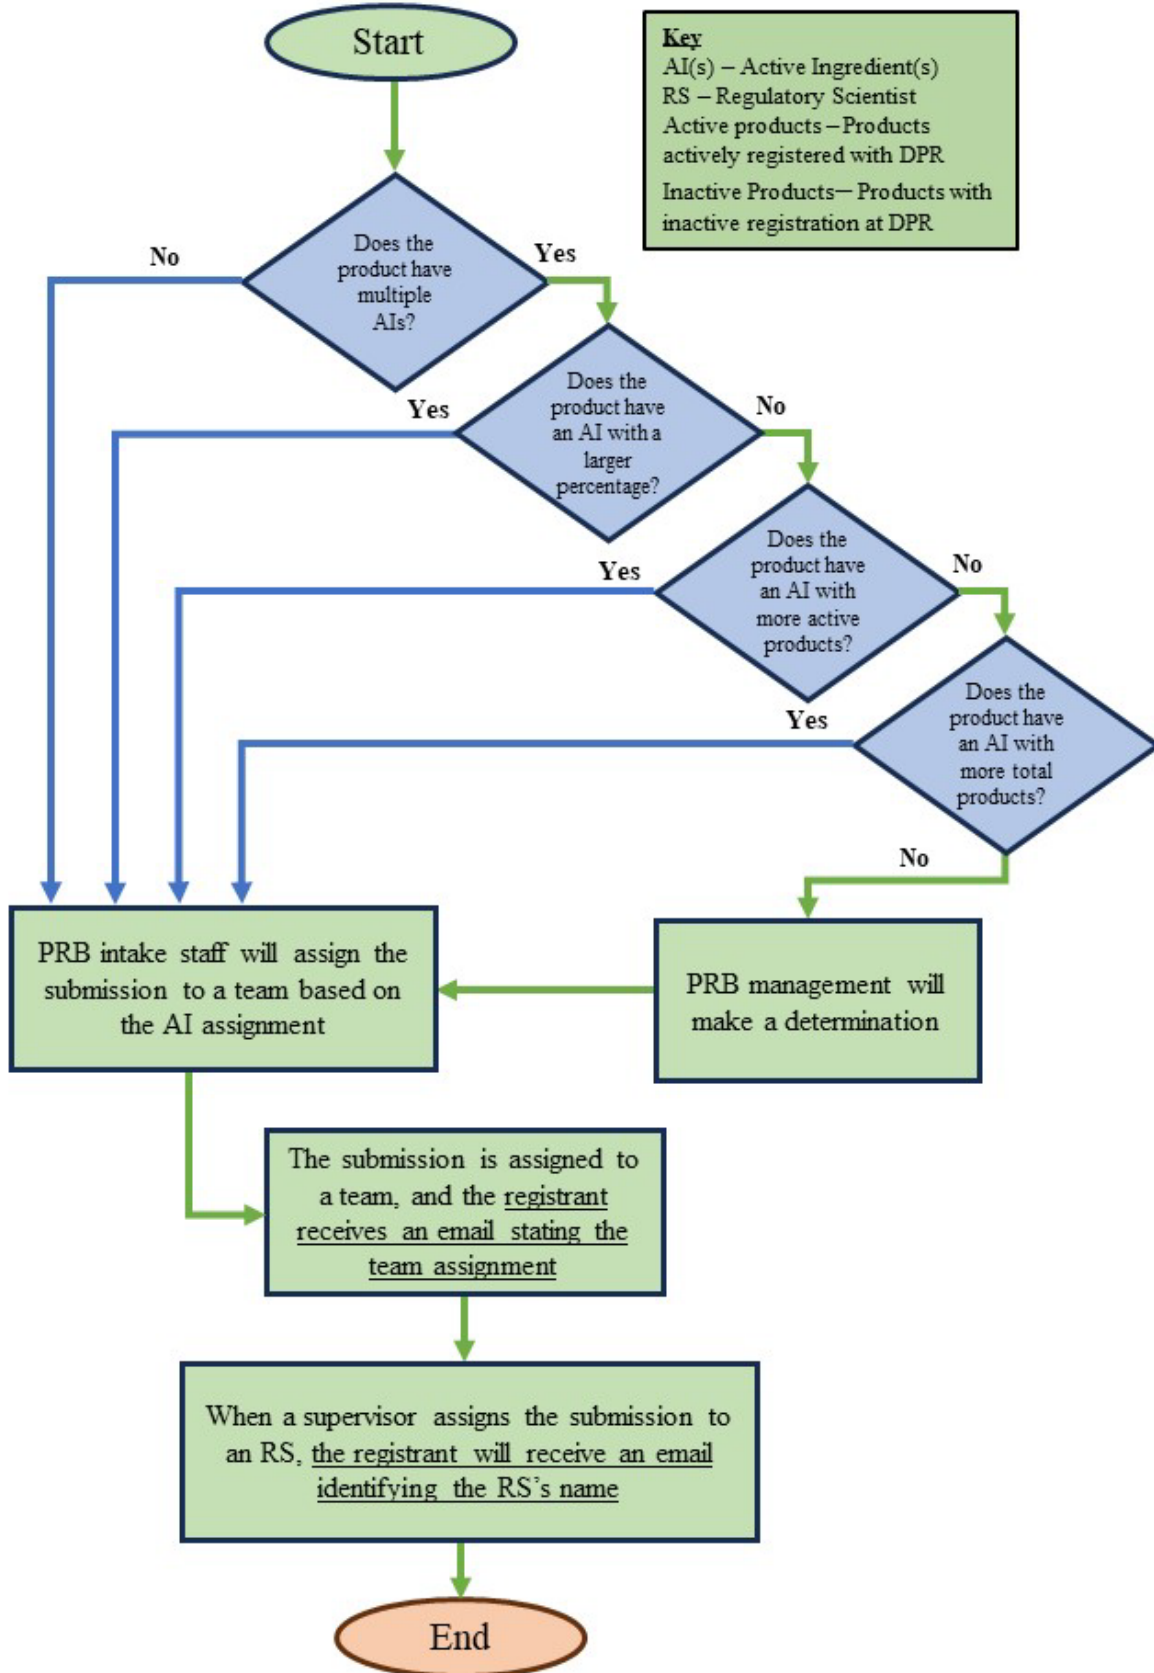 Start
Key
AI(s) – Active Ingredient(s)
RS – Regulatory Scientist
Active products – Products
actively registered with DPR
Inactive Products— Products with
inactive registration at DPR
No
Does the
product have
multiple
AIs?
Yes
Yes
Does the
product have
an AI with a
larger
percentage?
No
Yes
Does the
product have
an AI with
more active
products?
No
Yes
Does the
product have
an AI with
more total
products?
No
PRB intake staff will assign the
submission to a team based on
the AI assignment
PRB management will
make a determination
The submission is assigned to
a team, and the registrant
receives an email stating the
team assignment
When a supervisor assigns the submission to
an RS, the registrant will receive an email
identifying the RS’s name
End